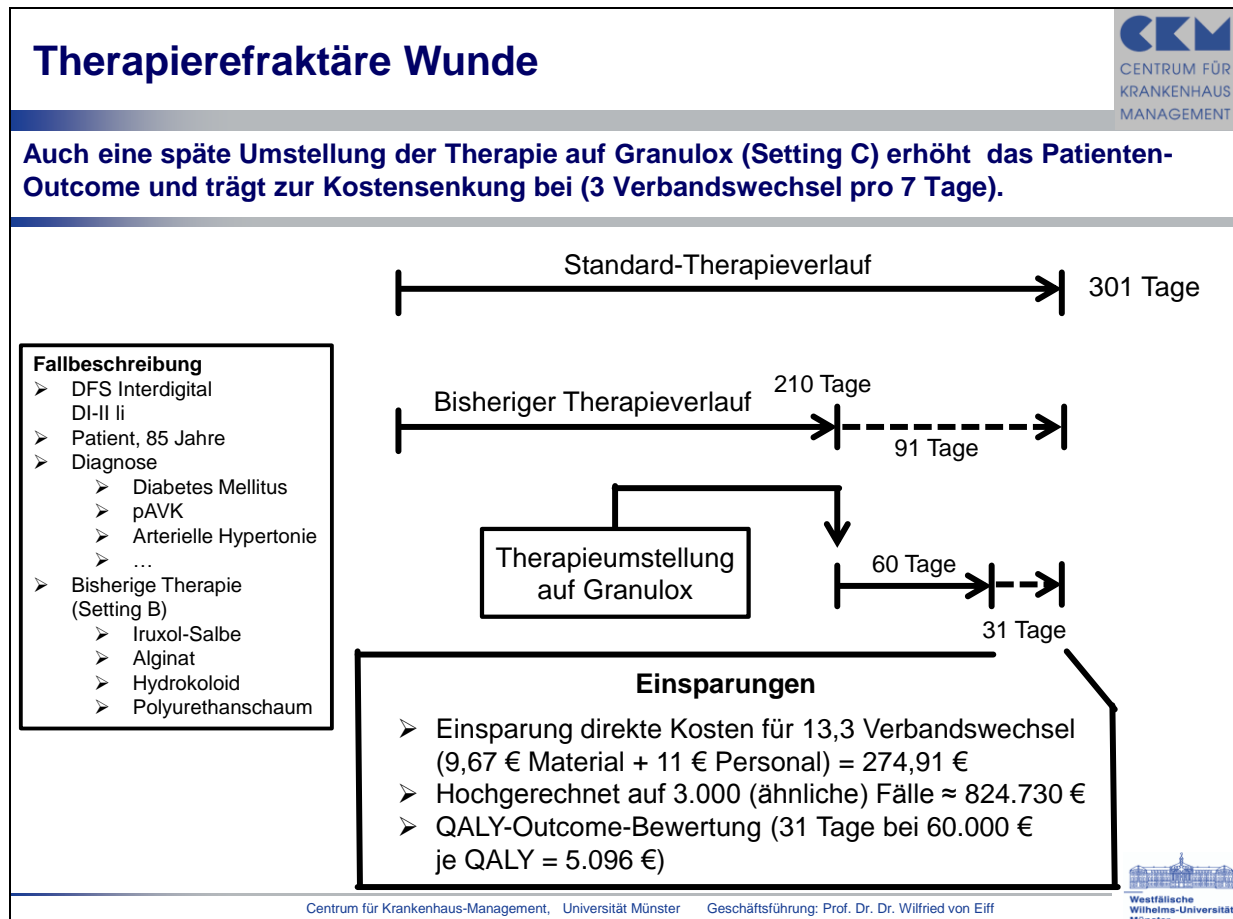 Therapierefraktäre Wunde
CKM
CENTRUM FÜR
KRANKENHAUS
MANAGEMENT
Auch eine späte Umstellung der Therapie auf Granulox (Setting C) erhöht das Patienten-
Outcome und trägt zur Kostensenkung bei (3 Verbandswechsel pro 7 Tage).
Standard-Therapieverlauf
301 Tage
Fallbeschreibung
➢ DFS Interdigital
DI-II li
➢ Patient, 85 Jahre
➢ Diagnose
➢ Diabetes Mellitus
➢ pAVK
➢ Arterielle Hypertonie
➢ …
➢ Bisherige Therapie
(Setting B)
➢ Iruxol-Salbe
➢ Alginat
➢ Hydrokoloid
➢ Polyurethanschaum
210 Tage
Bisheriger Therapieverlauf
91 Tage
Therapieumstellung
auf Granulox
60 Tage
31 Tage
Einsparungen
➢ Einsparung direkte Kosten für 13,3 Verbandswechsel
(9,67 € Material + 11 € Personal) = 274,91 €
➢ Hochgerechnet auf 3.000 (ähnliche) Fälle ≈ 824.730 €
➢ QALY-Outcome-Bewertung (31 Tage bei 60.000 €
je QALY = 5.096 €)
Centrum für Krankenhaus-Management, Universität Münster Geschäftsführung: Prof. Dr. Dr. Wilfried von Eiff
Westfälische
Wilhelms-Universität
Münster